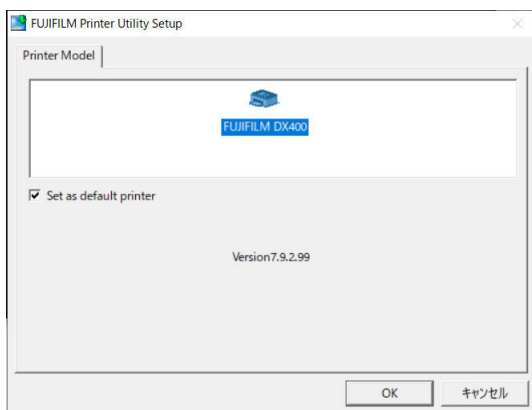 FUJIFILM Printer Utility Setup
Printer Model
FUJIFILM DX400
Set as default printer
Version7.9.2.99
OK
キャンセル